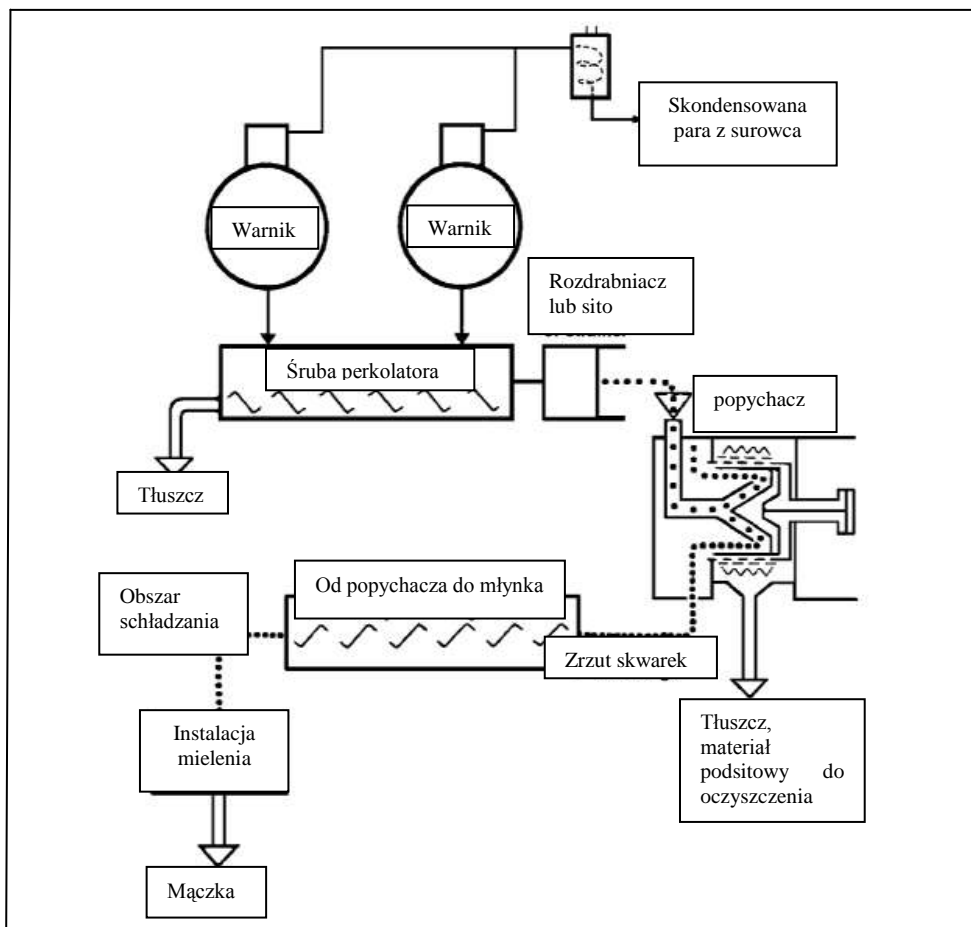 Skondensowana
para z surowca
Warnik
Warnik
Rozdrabniacz
lub sito
Śruba perkolatora
popychacz
Tłuszcz
Od popychacza do młynka
Obszar
schładzania
Zrzut skwarek
Instalacja
mielenia
Tłuszcz,
materiał
podsitowy do
oczyszczenia
Mączka